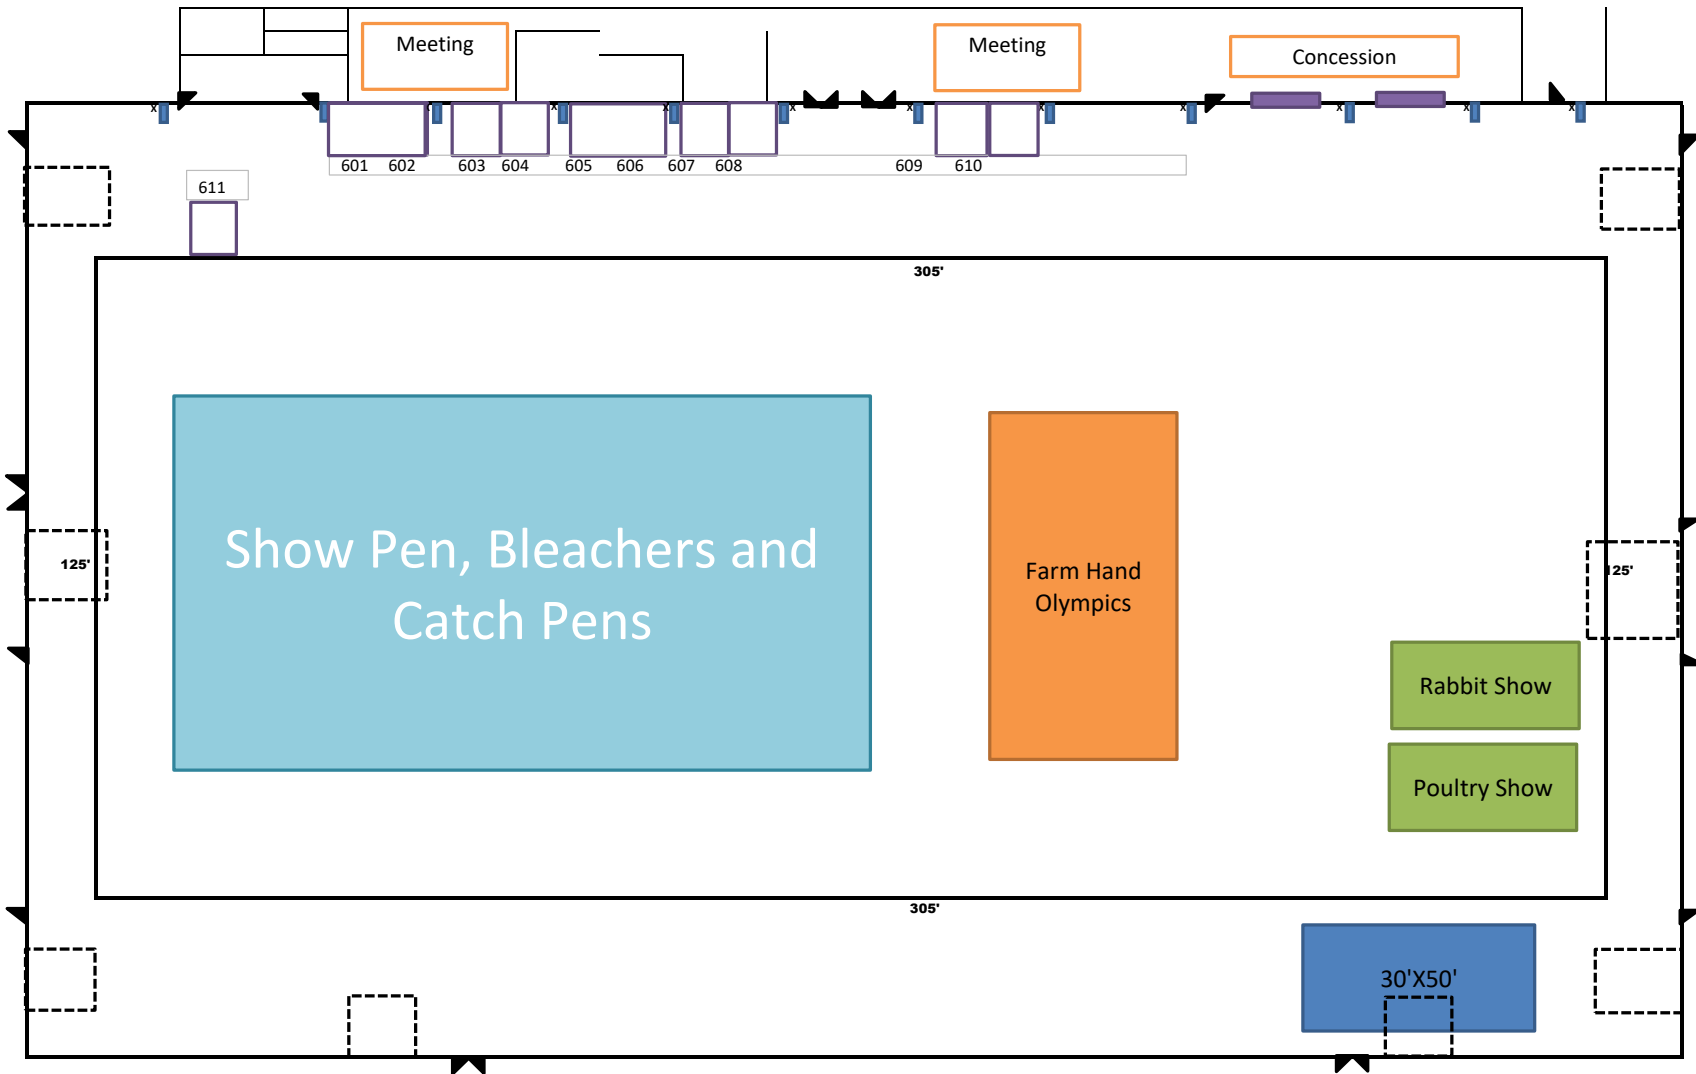 Meeting
Meeting
Concession
x
x
x
x
x
x
x
x
x
x
x
601 602 603 604 605 606 607 608 609 610
611
305'
Show Pen, Bleachers and
Catch Pens
Farm Hand
Olympics
125'
125'
Rabbit Show
Poultry Show
305'
30'X50'